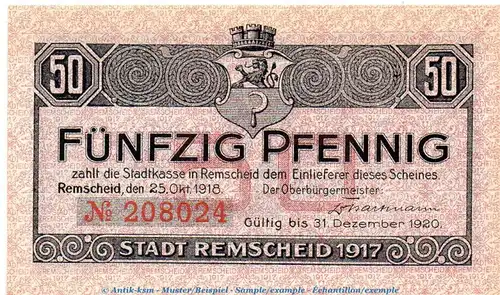 50 50
FÜNFZIG PFENNIG
zahlt die Stadtkasse in Remscheid dem Einlieferer dieses Scheines
Remscheid, den 25. Okt. 1918. Der Oberbürgermeister:
№ 208024
Gültig bis 31. Dezember 1920.
STADT REMSCHEID 1917
© Antik-ksm - Muster/Beispiel - Sample/example - Échantillon/exemple